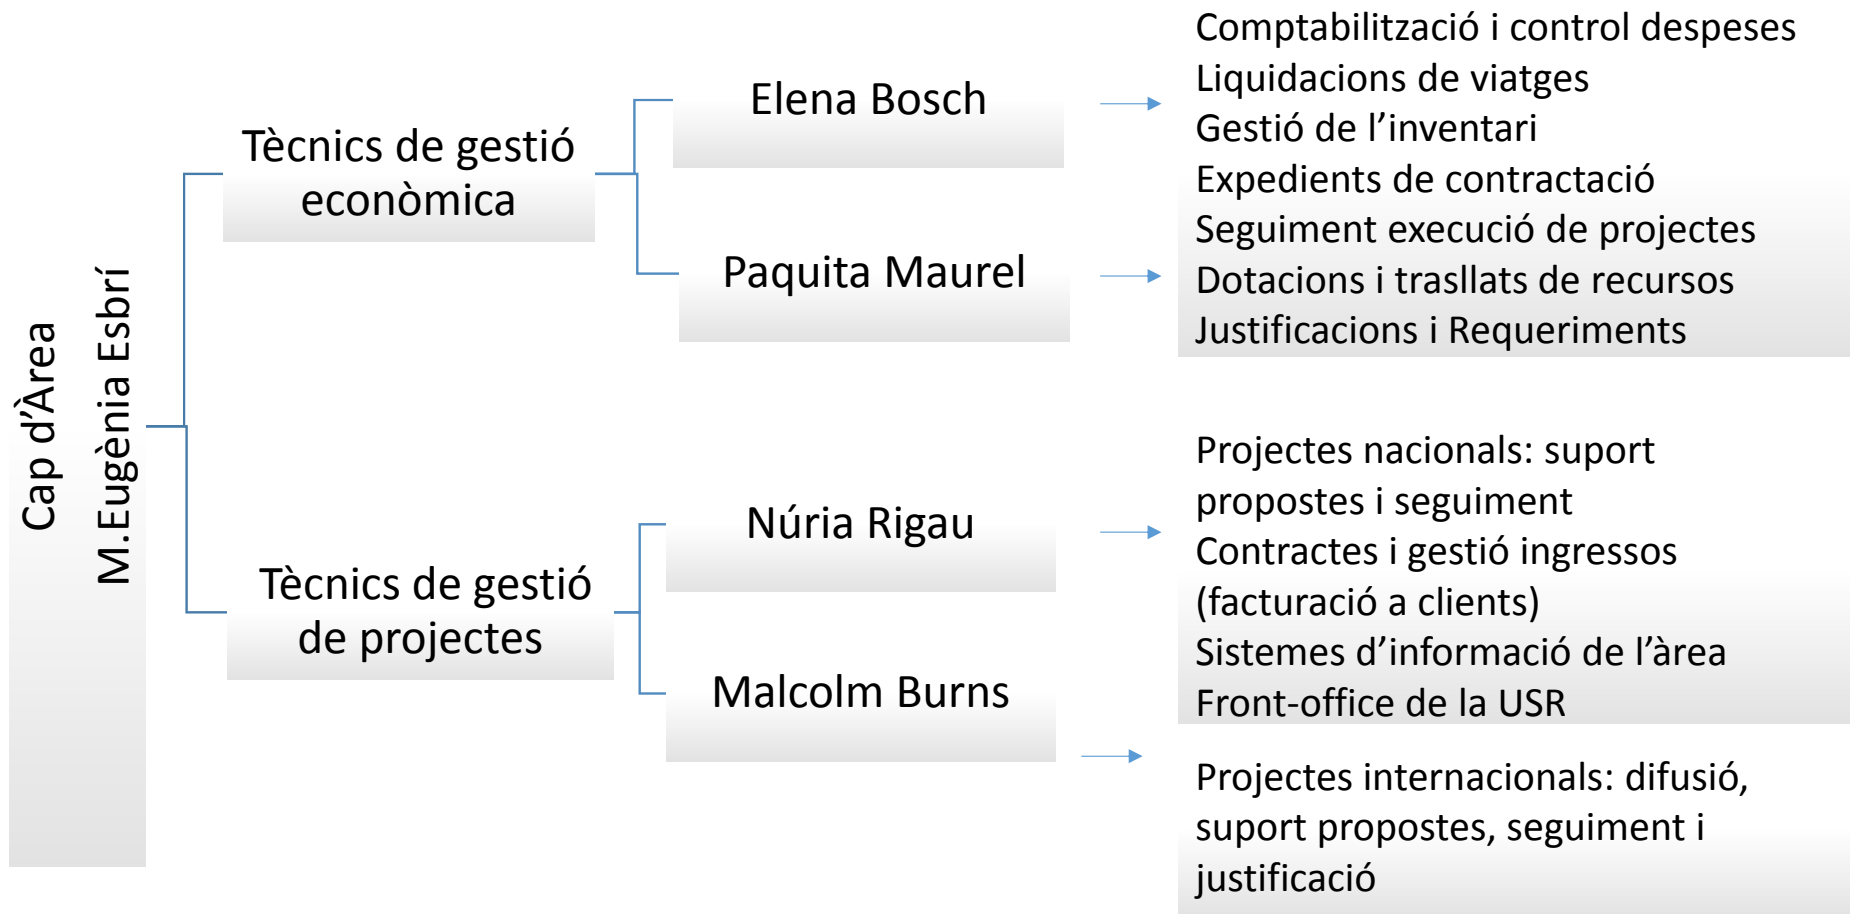 Cap d'Àrea
M.Eugènia Esbrí
Tècnics de gestió
econòmica
Elena Bosch
Paquita Maurel
Comptabilització i control despeses
Liquidacions de viatges
Gestió de l’inventari
Expedients de contractació
Seguiment execució de projectes
Dotacions i trasllats de recursos
Justificacions i Requeriments
Tècnics de gestió
de projectes
Núria Rigau
Projectes nacionals: suport
propostes i seguiment
Contractes i gestió ingressos
(facturació a clients)
Sistemes d’informació de l’àrea
Front-office de la USR
Malcolm Burns
Projectes internacionals: difusió,
suport propostes, seguiment i
justificació